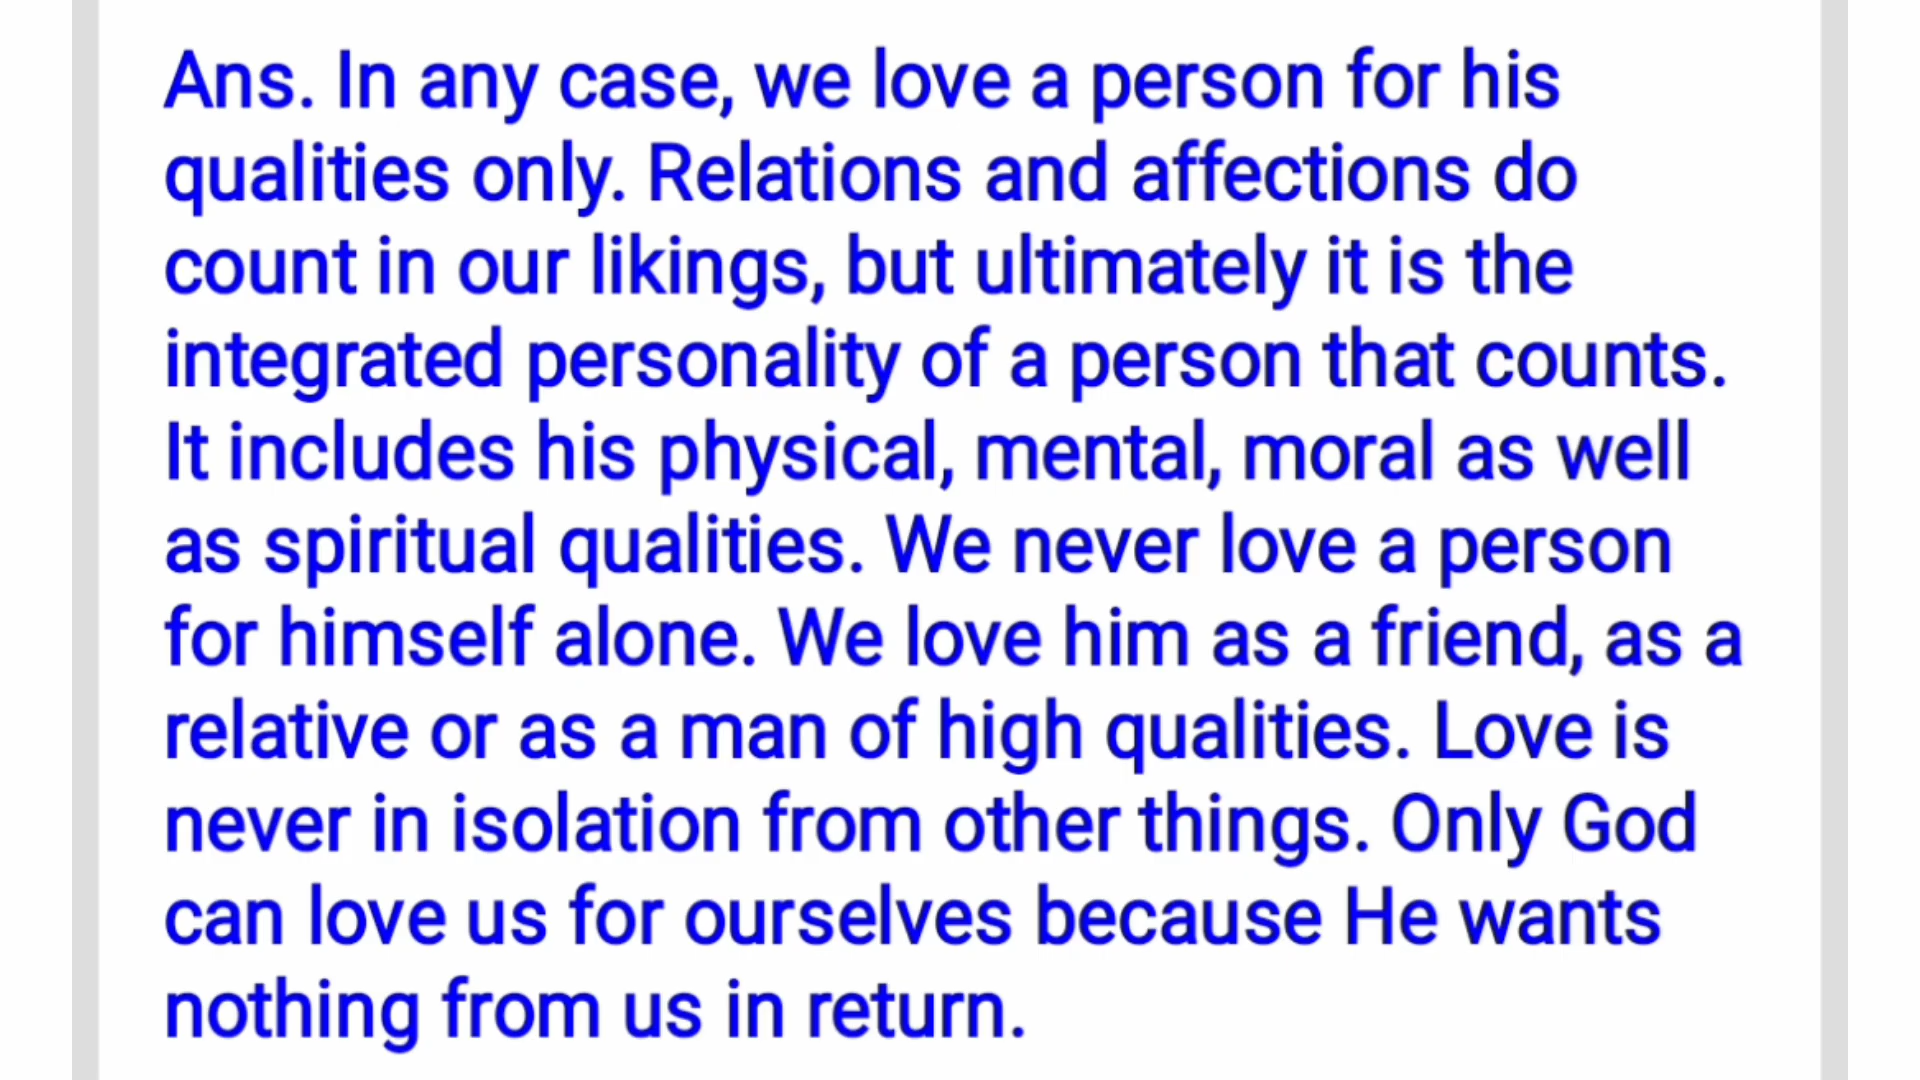 Ans. In any case, we love a person for his
qualities only. Relations and affections do
count in our likings, but ultimately it is the
integrated personality of a person that counts.
It includes his physical, mental, moral as well
as spiritual qualities. We never love a person
for himself alone. We love him as a friend, as a
relative or as a man of high qualities. Love is
never in isolation from other things. Only God
can love us for ourselves because He wants
nothing from us in return.